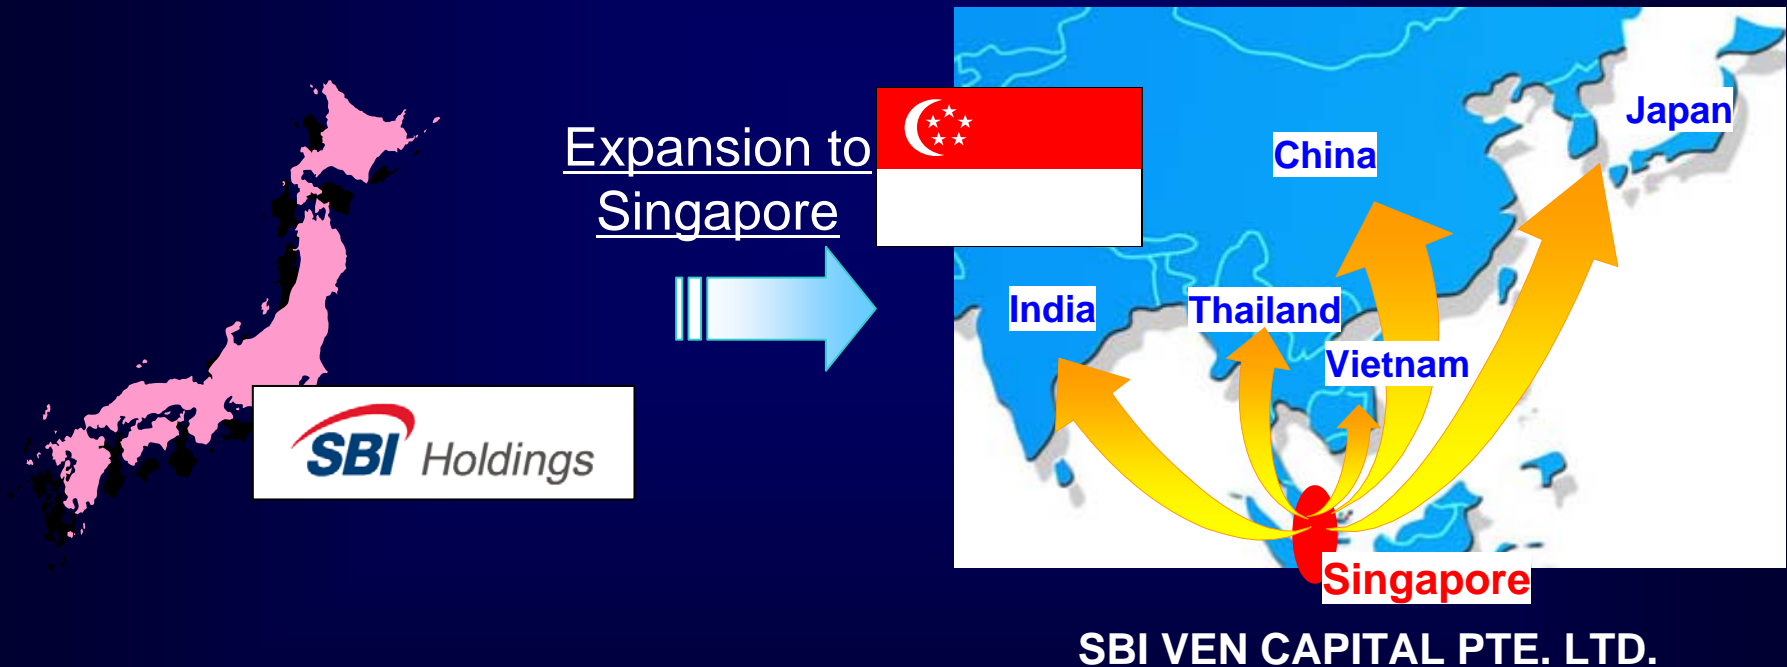 Expansion to
Singapore
SBI Holdings
Japan
China
India
Thailand
Vietnam
Singapore
SBI VEN CAPITAL PTE. LTD.